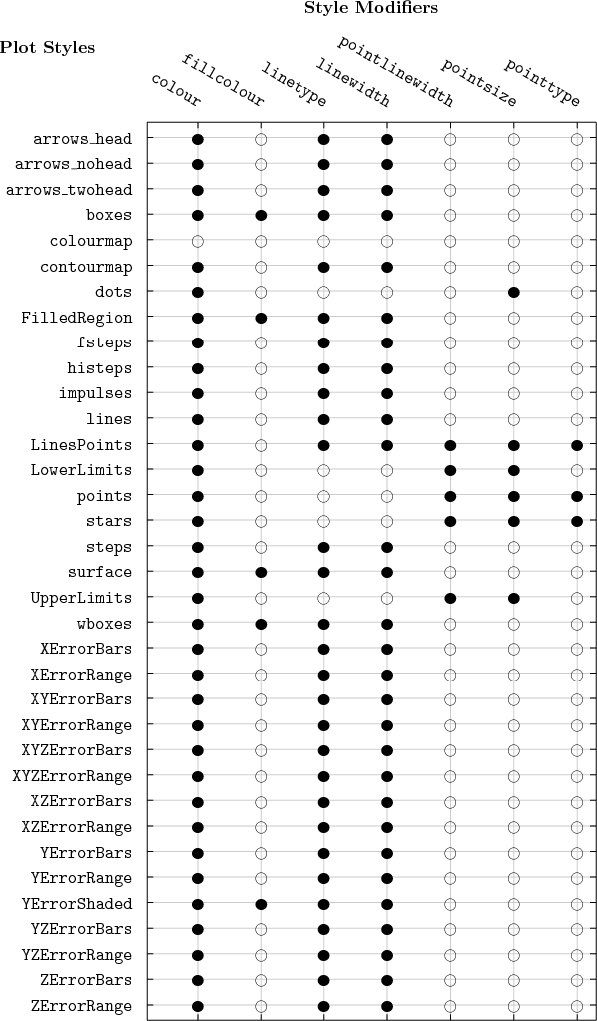 Style Modifiers
Plot Styles
colour
fillcolour
linetype
linewidth
pointlinewidth
pointsize
pointtype
arrows_head
arrows_nohead
arrows_twohead
boxes
colourmap
contourmap
dots
FilledRegion
fsteps
histeps
impulses
lines
LinesPoints
LowerLimits
points
stars
steps
surface
UpperLimits
wboxes
XErrorBars
XErrorRange
XYErrorBars
XYErrorRange
XYZErrorBars
XYZErrorRange
XZErrorBars
XZErrorRange
YErrorBars
YErrorRange
YErrorShaded
YZErrorBars
YZErrorRange
ZErrorBars
ZErrorRange